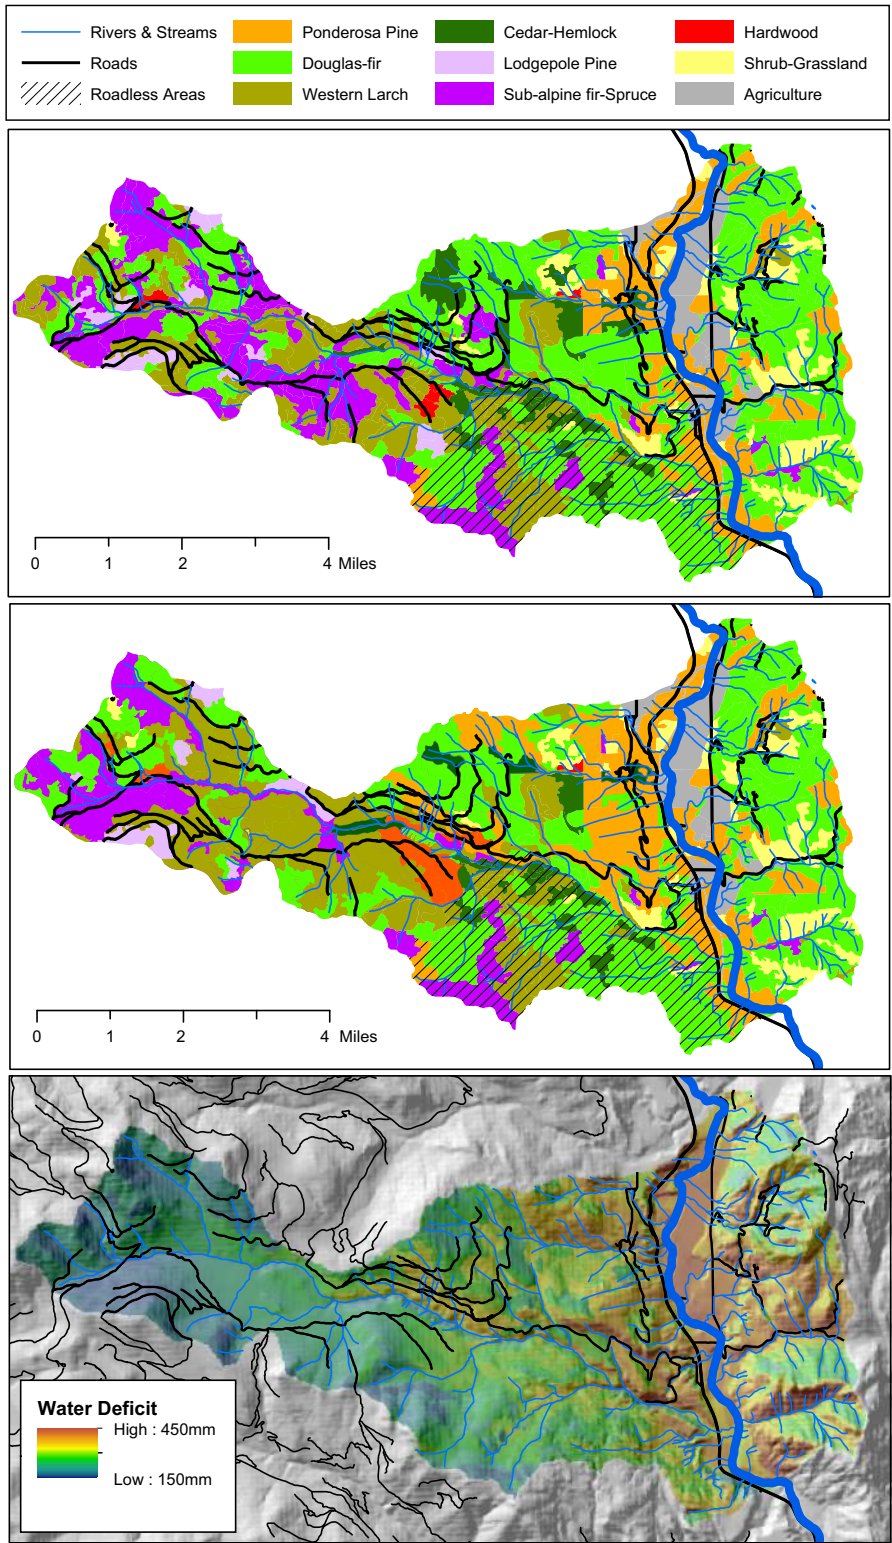 Rivers & Streams Ponderosa Pine Cedar-Hemlock Hardwood
Roads Douglas-fir Lodgepole Pine Shrub-Grassland
Roadless Areas Western Larch Sub-alpine fir-Spruce Agriculture
0 1 2 4 Miles
0 1 2 4 Miles
Water Deficit
High : 450mm
Low : 150mm